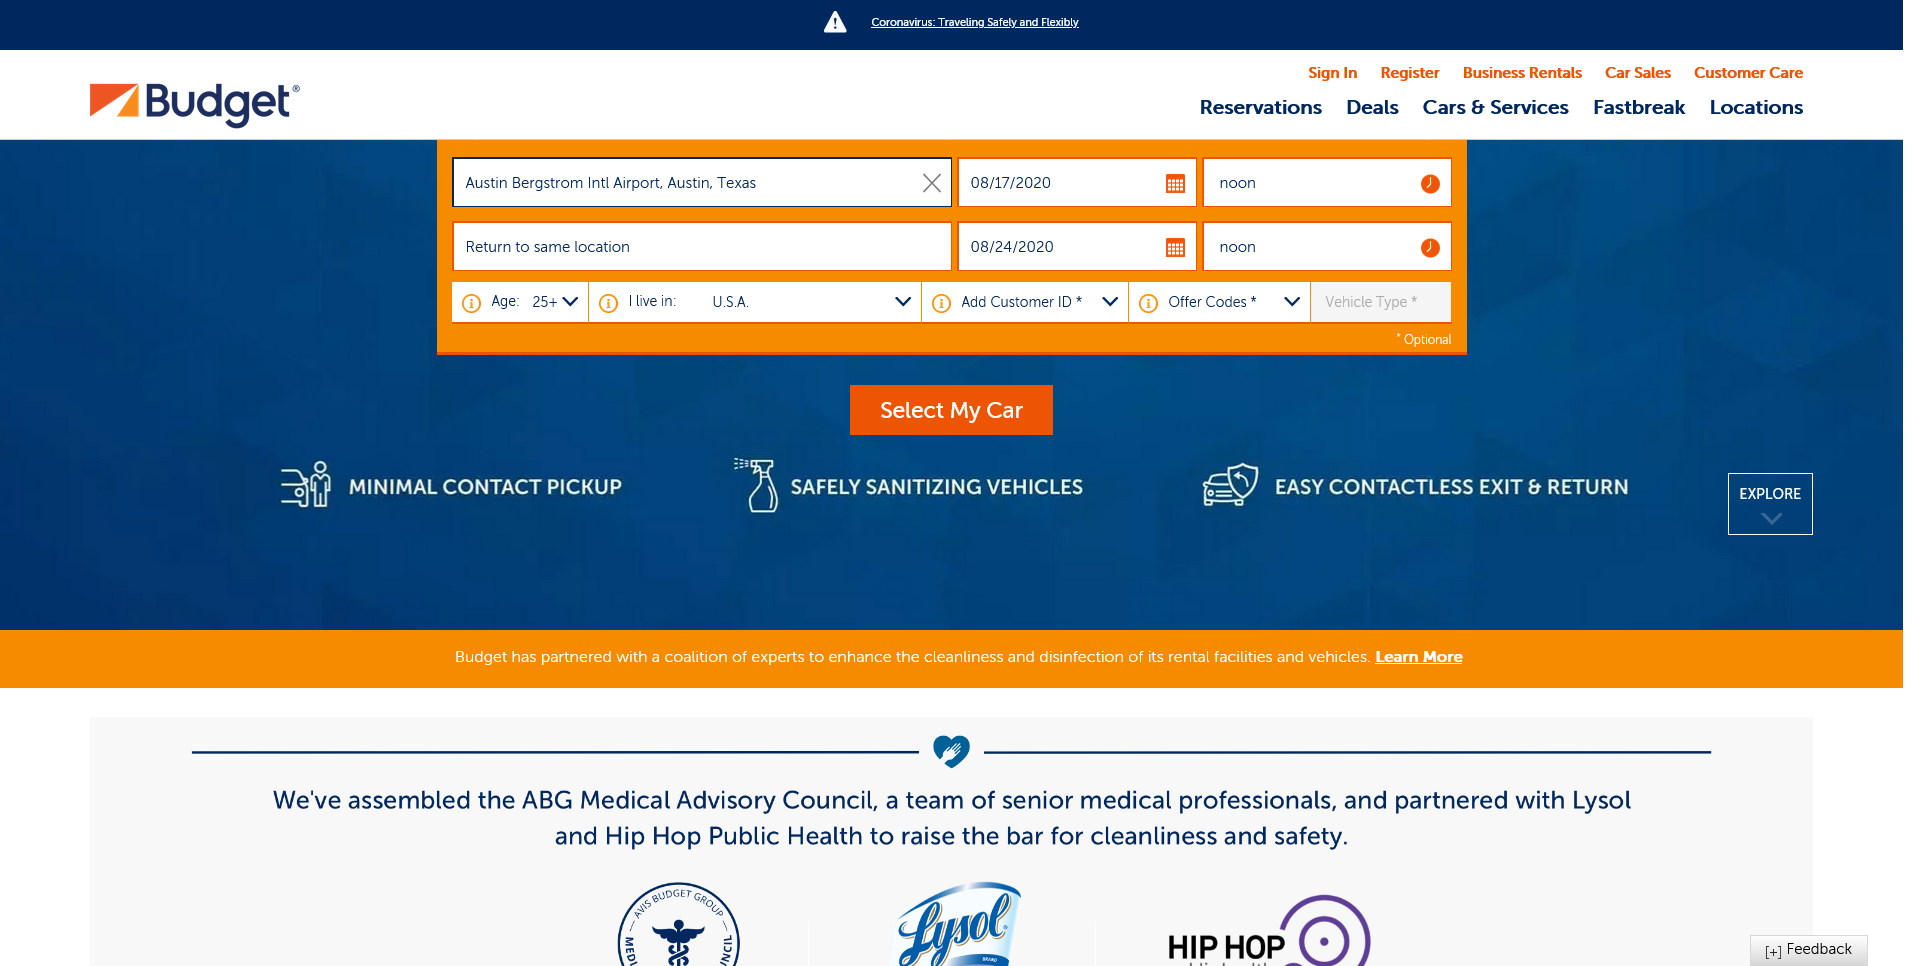 Coronavirus: Traveling Safely and Flexibly
Sign In Register Business Rentals Car Sales Customer Care
Budget®
Reservations Deals Cars & Services Fastbreak Locations
Austin Bergstrom Intl Airport, Austin, Texas 08/17/2020 noon
Return to same location 08/24/2020 noon
Age: 25+ I live in: U.S.A. Add Customer ID * Offer Codes * Vehicle Type *
* Optional
Select My Car
MINIMAL CONTACT PICKUP SAFELY SANITIZING VEHICLES EASY CONTACTLESS EXIT & RETURN
EXPLORE
Budget has partnered with a coalition of experts to enhance the cleanliness and disinfection of its rental facilities and vehicles. Learn More
We've assembled the ABG Medical Advisory Council, a team of senior medical professionals, and partnered with Lysol
and Hip Hop Public Health to raise the bar for cleanliness and safety.
AVIS BUDGET GROUP
Lysol
BRAND
HIP HOP
[+] Feedback